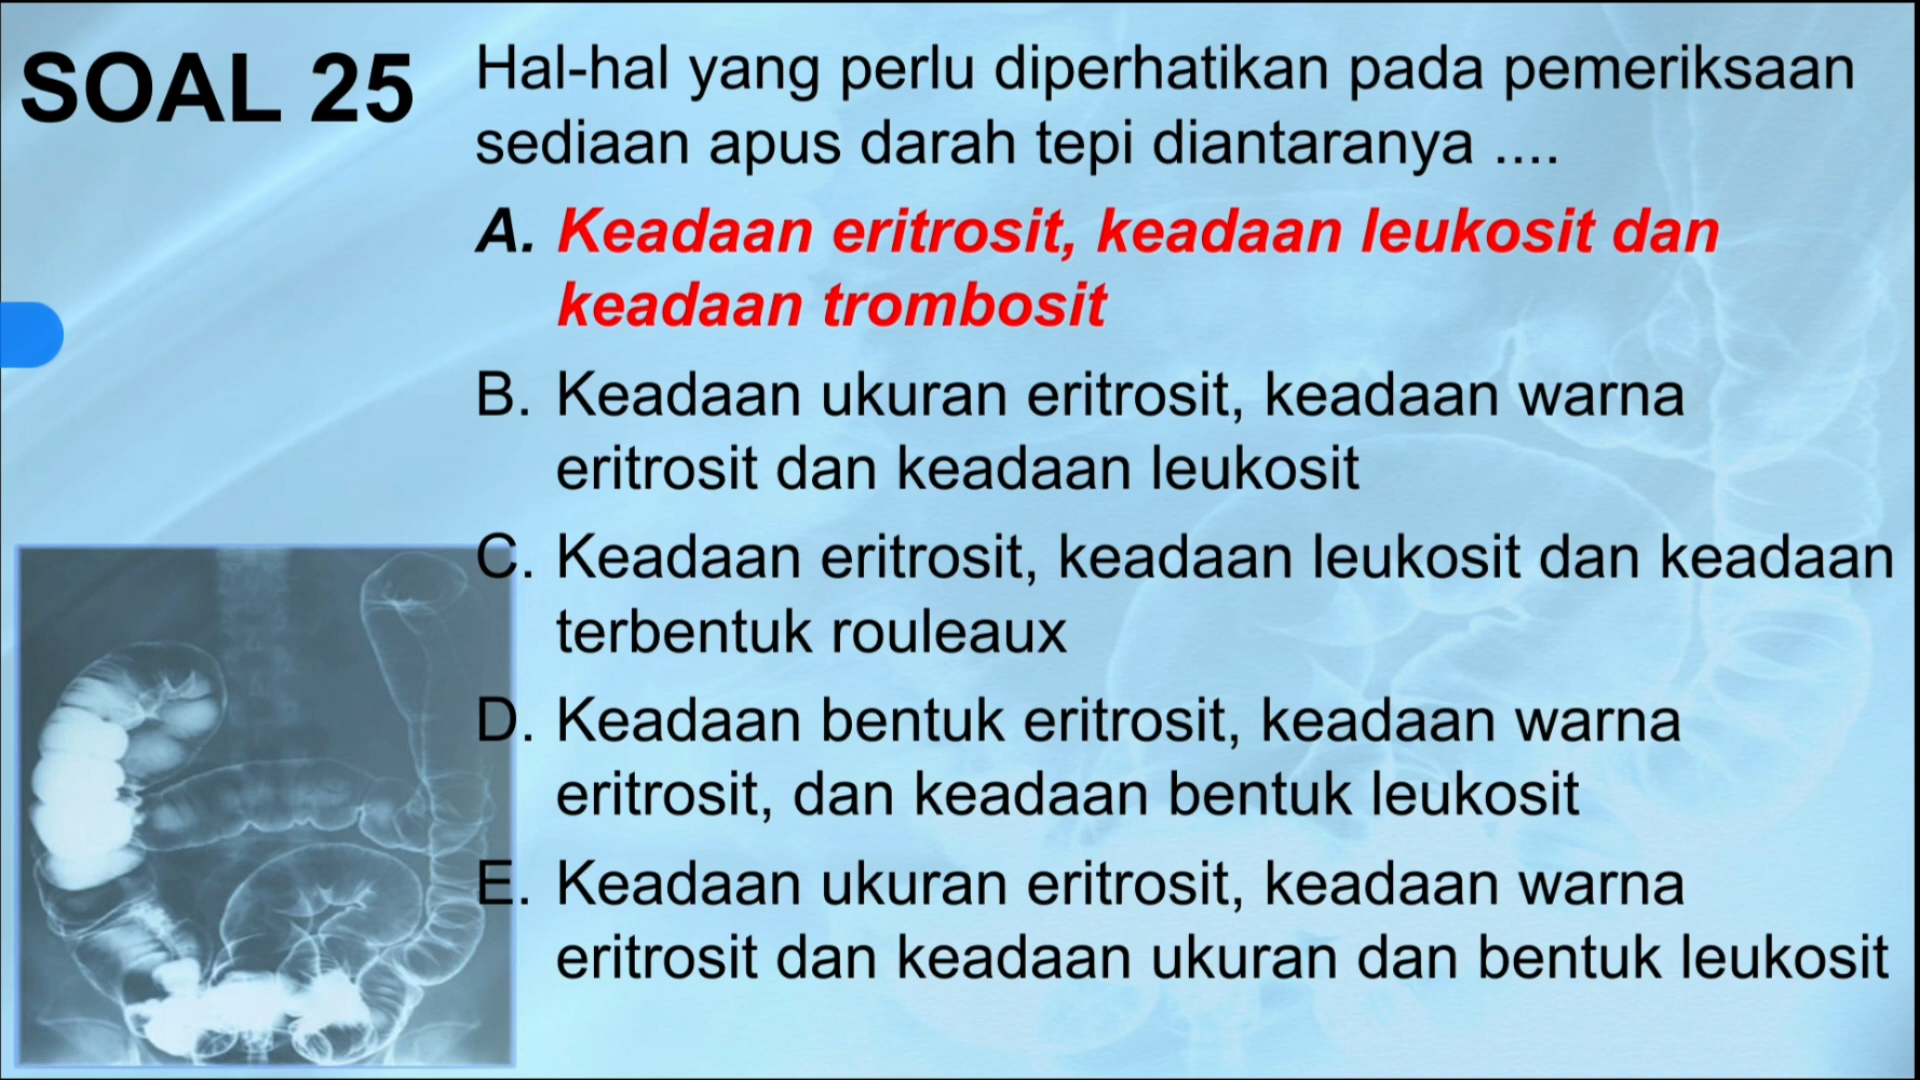 SOAL 25
Hal-hal yang perlu diperhatikan pada pemeriksaan
sediaan apus darah tepi diantaranya ....
A. Keadaan eritrosit, keadaan leukosit dan
keadaan trombosit
B. Keadaan ukuran eritrosit, keadaan warna
eritrosit dan keadaan leukosit
C. Keadaan eritrosit, keadaan leukosit dan keadaan
terbentuk rouleaux
D. Keadaan bentuk eritrosit, keadaan warna
eritrosit, dan keadaan bentuk leukosit
E. Keadaan ukuran eritrosit, keadaan warna
eritrosit dan keadaan ukuran dan bentuk leukosit